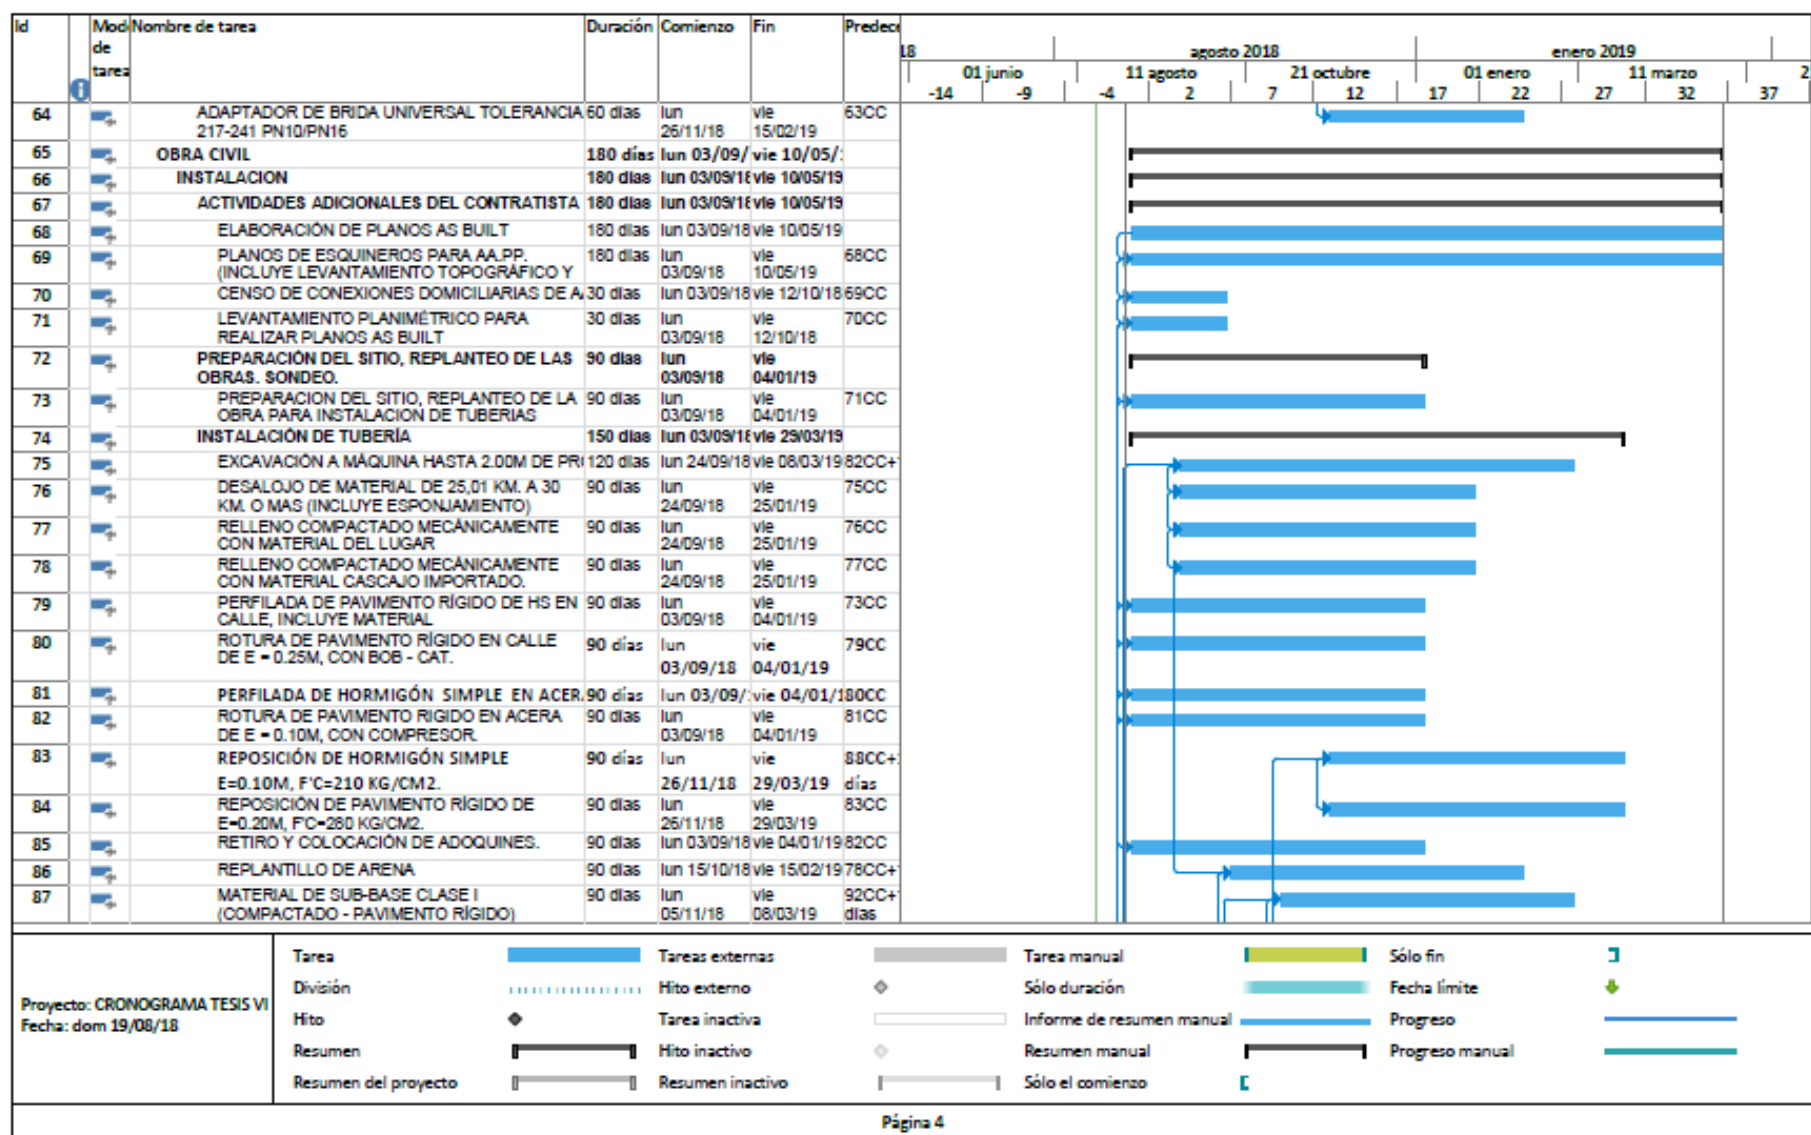 Id Mod Nombre de tarea Duración Comienzo Fin Predece
de
tarea
18 agosto 2018 enero 2019
01 junio 11 agosto 21 octubre 01 enero 11 marzo 2
-14 -9 -4 2 7 12 17 22 27 32 37
64 ADAPTADOR DE BRIDA UNIVERSAL TOLERANCIA 60 días lun vie 63CC
217-241 PN10/PN16 26/11/18 15/02/19
65 OBRA CIVIL 180 días lun 03/09/ vie 10/05/
66 INSTALACION 180 días lun 03/09/18 vie 10/05/19
67 ACTIVIDADES ADICIONALES DEL CONTRATISTA 180 días lun 03/09/18 vie 10/05/19
68 ELABORACIÓN DE PLANOS AS BUILT 180 días lun 03/09/18 vie 10/05/19
69 PLANOS DE ESQUINEROS PARA AA.PP. 180 días lun vie 68CC
(INCLUYE LEVANTAMIENTO TOPOGRÁFICO Y 03/09/18 10/05/19
70 CENSO DE CONEXIONES DOMICILIARIAS DE A 30 días lun 03/09/18 vie 12/10/18 69CC
71 LEVANTAMIENTO PLANIMÉTRICO PARA 30 días lun vie 70CC
REALIZAR PLANOS AS BUILT 03/09/18 12/10/18
72 PREPARACIÓN DEL SITIO, REPLANTEO DE LAS 90 días lun vie
OBRAS. SONDEO. 03/09/18 04/01/19
73 PREPARACION DEL SITIO, REPLANTEO DE LA 90 días lun vie 71CC
OBRA PARA INSTALACION DE TUBERIAS 03/09/18 04/01/19
74 INSTALACIÓN DE TUBERÍA 150 días lun 03/09/18 vie 29/03/19
75 EXCAVACIÓN A MÁQUINA HASTA 2.00M DE PR 120 días lun 24/09/18 vie 08/03/19 82CC+
76 DESALOJO DE MATERIAL DE 25,01 KM. A 30 90 días lun vie 75CC
KM. O MAS (INCLUYE ESPONJAMIENTO) 24/09/18 25/01/19
77 RELLENO COMPACTADO MECÁNICAMENTE 90 días lun vie 76CC
CON MATERIAL DEL LUGAR 24/09/18 25/01/19
78 RELLENO COMPACTADO MECÁNICAMENTE 90 días lun vie 77CC
CON MATERIAL CASCAJO IMPORTADO. 24/09/18 25/01/19
79 PERFILADA DE PAVIMENTO RÍGIDO DE HS EN 90 días lun vie 73CC
CALLE, INCLUYE MATERIAL 03/09/18 04/01/19
80 ROTURA DE PAVIMENTO RÍGIDO EN CALLE 90 días lun vie 79CC
DE E = 0.25M, CON BOB - CAT. 03/09/18 04/01/19
81 PERFILADA DE HORMIGÓN SIMPLE EN ACER 90 días lun 03/09/ vie 04/01/1 80CC
82 ROTURA DE PAVIMENTO RIGIDO EN ACERA 90 días lun vie 81CC
DE E = 0.10M, CON COMPRESOR. 03/09/18 04/01/19
83 REPOSICIÓN DE HORMIGÓN SIMPLE 90 días lun vie 88CC+
E=0.10M, F'C=210 KG/CM2. 26/11/18 29/03/19 días
84 REPOSICIÓN DE PAVIMENTO RÍGIDO DE 90 días lun vie 83CC
E=0.20M, F'C=280 KG/CM2. 26/11/18 29/03/19
85 RETIRO Y COLOCACIÓN DE ADOQUINES. 90 días lun 03/09/18 vie 04/01/19 82CC
86 REPLANTILLO DE ARENA 90 días lun 15/10/18 vie 15/02/19 78CC+
87 MATERIAL DE SUB-BASE CLASE I 90 días lun vie 92CC+
(COMPACTADO - PAVIMENTO RÍGIDO) 05/11/18 08/03/19 días
Proyecto: CRONOGRAMA TESIS VI
Fecha: dom 19/08/18
Tarea Tareas externas Tarea manual Sólo fin
División Hito externo Sólo duración Fecha límite
Hito Tarea inactiva Informe de resumen manual Progreso
Resumen Hito inactivo Resumen manual Progreso manual
Resumen del proyecto Resumen inactivo Sólo el comienzo
Página 4